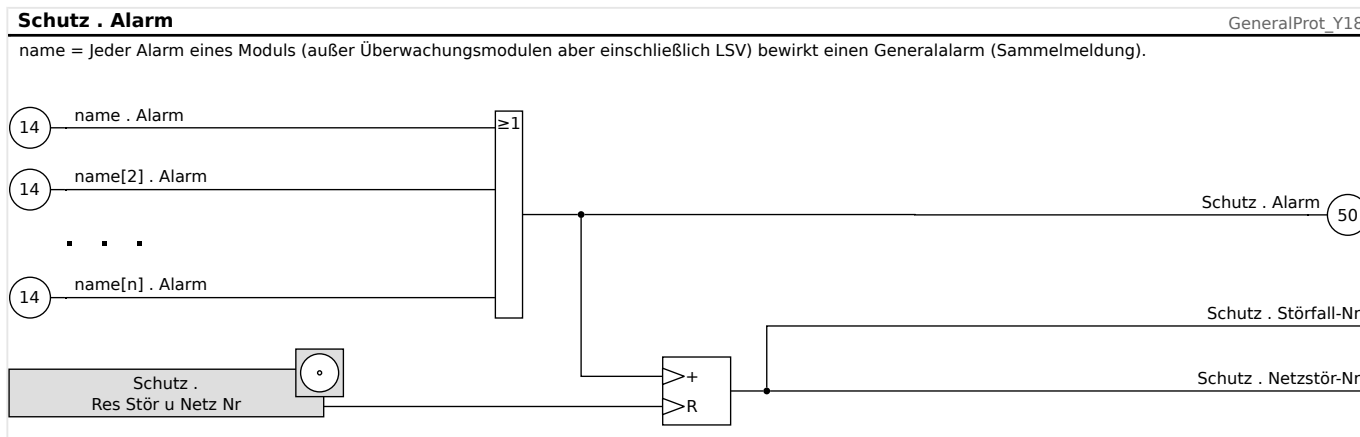 Schutz . Alarm
GeneralProt_Y18
name = Jeder Alarm eines Moduls (außer Überwachungsmodulen aber einschließlich LSV) bewirkt einen Generalalarm (Sammelmeldung).
14
name . Alarm
≥1
14
name[2] . Alarm
Schutz . Alarm
50
. . .
14
name[n] . Alarm
Schutz . Störfall-Nr
Schutz .
Res Stör u Netz Nr
+
R
Schutz . Netzstör-Nr